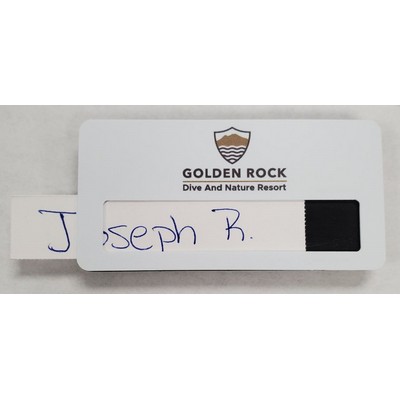 GOLDEN ROCK
Dive And Nature Resort
Joseph R.